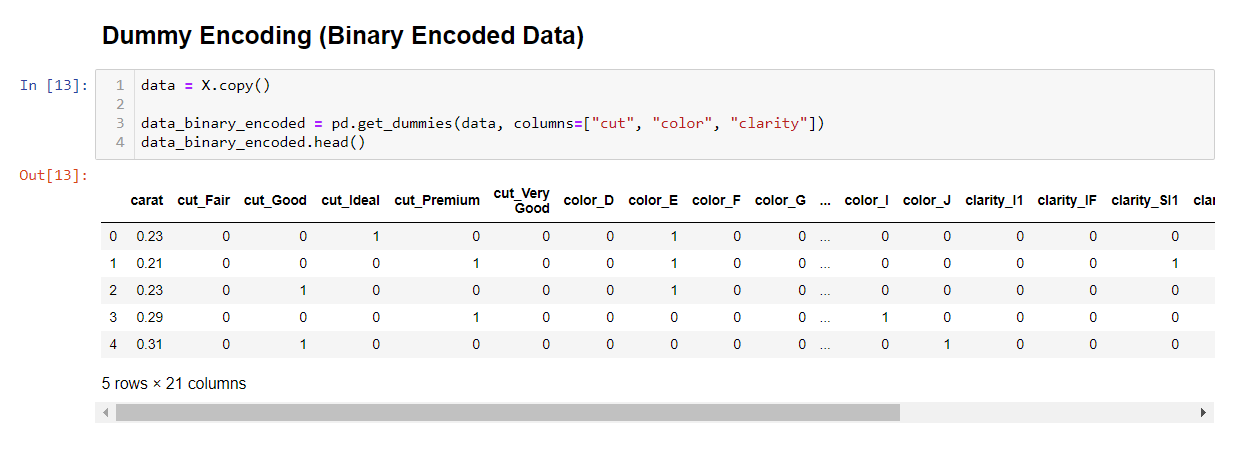 Dummy Encoding (Binary Encoded Data)
In [13]:
1 data = X.copy()
2
3 data_binary_encoded = pd.get_dummies(data, columns=["cut", "color", "clarity"])
4 data_binary_encoded.head()
Out[13]:
carat cut_Fair cut_Good cut_Ideal cut_Premium cut_Very Good color_D color_E color_F color_G ... color_I color_J clarity_I1 clarity_IF clarity_SI1 clar
0 0.23 0 0 1 0 0 0 1 0 0 ... 0 0 0 0 0
1 0.21 0 0 0 1 0 0 1 0 0 ... 0 0 0 0 1
2 0.23 0 1 0 0 0 0 1 0 0 ... 0 0 0 0 0
3 0.29 0 0 0 1 0 0 0 0 0 ... 1 0 0 0 0
4 0.31 0 1 0 0 0 0 0 0 0 ... 0 1 0 0 0
5 rows × 21 columns